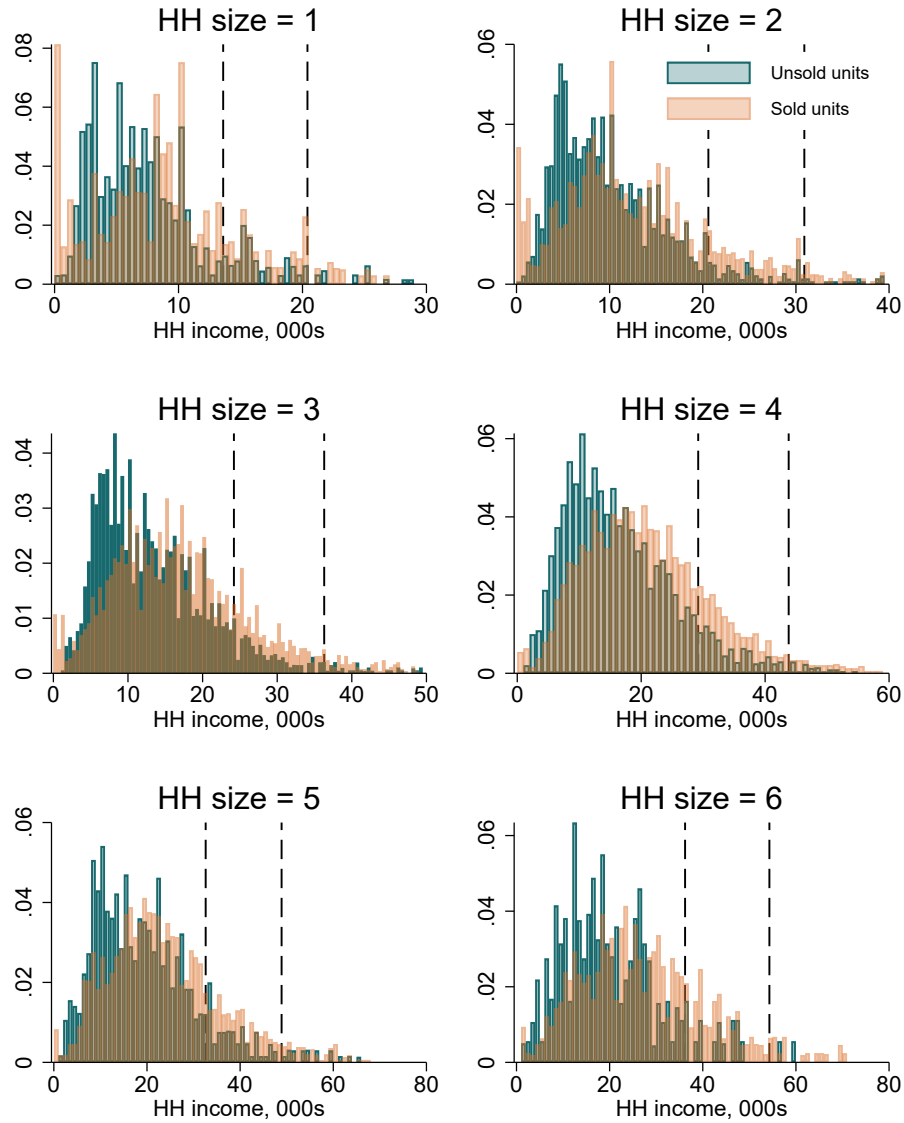 HH size = 1
.08
.06
.04
.02
0
0 10 20 30
HH income, 000s
HH size = 2
Unsold units
Sold units
.06
.04
.02
0
0 10 20 30 40
HH income, 000s
HH size = 3
.04
.03
.02
.01
0
0 10 20 30 40 50
HH income, 000s
HH size = 4
.06
.04
.02
0
0 20 40 60
HH income, 000s
HH size = 5
.06
.04
.02
0
0 20 40 60 80
HH income, 000s
HH size = 6
.06
.04
.02
0
0 20 40 60 80
HH income, 000s